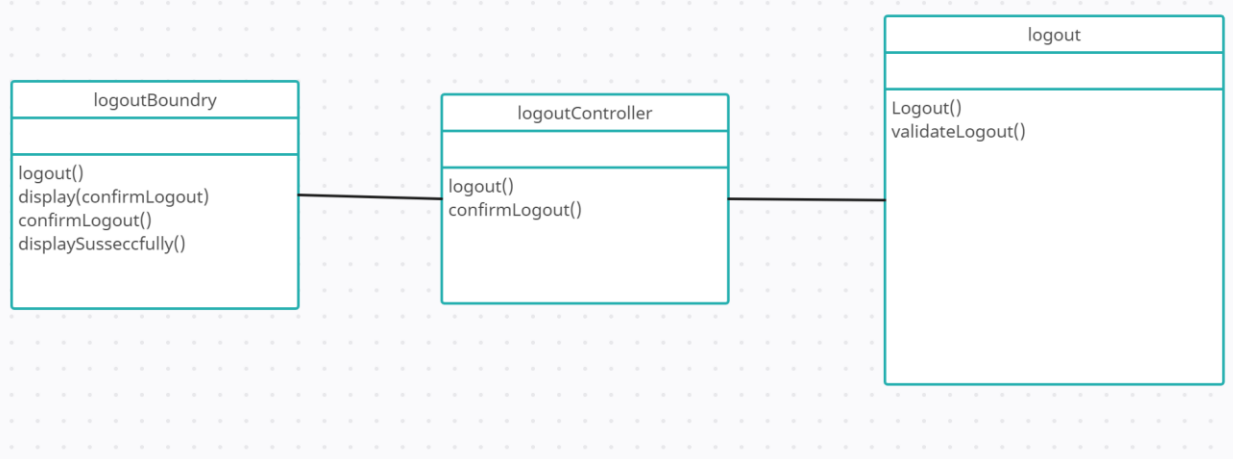 logoutBoundry
logout()
display(confirmLogout)
confirmLogout()
displaySusseccfully()
logoutController
logout()
confirmLogout()
logout
Logout()
validateLogout()